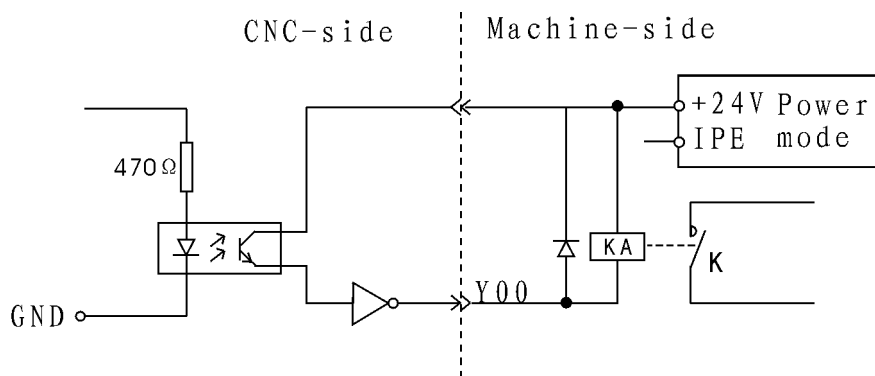 CNC-side
Machine-side
+24V Power
IPE mode
470Ω
KA
K
Y00
GND